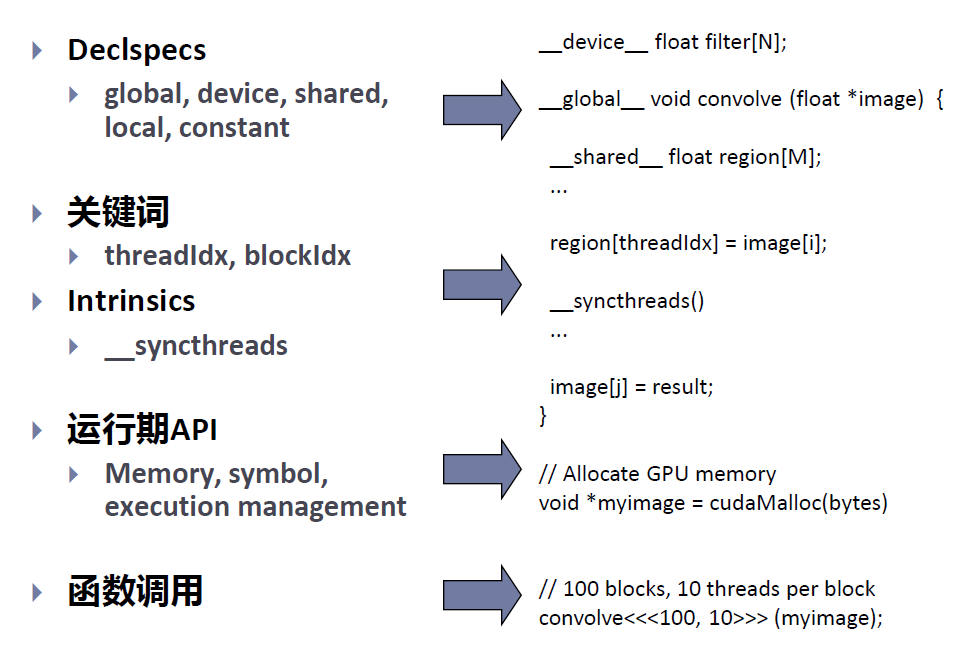 Declspecs
global, device, shared,
local, constant
关键词
threadIdx, blockIdx
Intrinsics
__syncthreads
运行期API
Memory, symbol,
execution management
函数调用
__device__ float filter[N];
__global__ void convolve (float *image) {
__shared__ float region[M];
...
region[threadIdx] = image[i];
__syncthreads()
...
image[j] = result;
}
// Allocate GPU memory
void *myimage = cudaMalloc(bytes)
// 100 blocks, 10 threads per block
convolve<<<100, 10>>> (myimage);